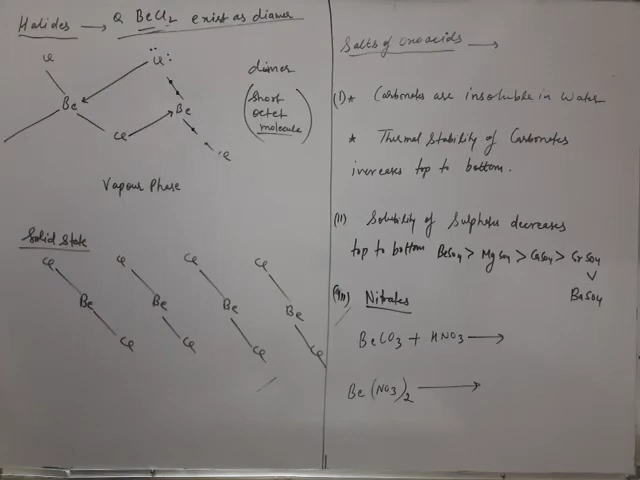 Halides → Q BeCl2 exist as diamer
Cl
:Cl:
Be
Be
Cl
Cl
dimer
(Short
octet
molecule)
Vapour Phase
Solid State
Cl Cl Cl Cl
Be Be Be Be
Cl Cl Cl Cl
Salts of oxoacids →
(I) * Carbonates are insoluble in Water
* Thermal Stability of Carbonates
increases top to bottom.
(II) Solubility of Sulphates decreases
top to bottom BeSO4 > MgSO4 > CaSO4 > SrSO4
>
BaSO4
Nitrates
BeCO3 + HNO3 →
Be(NO3)2 →